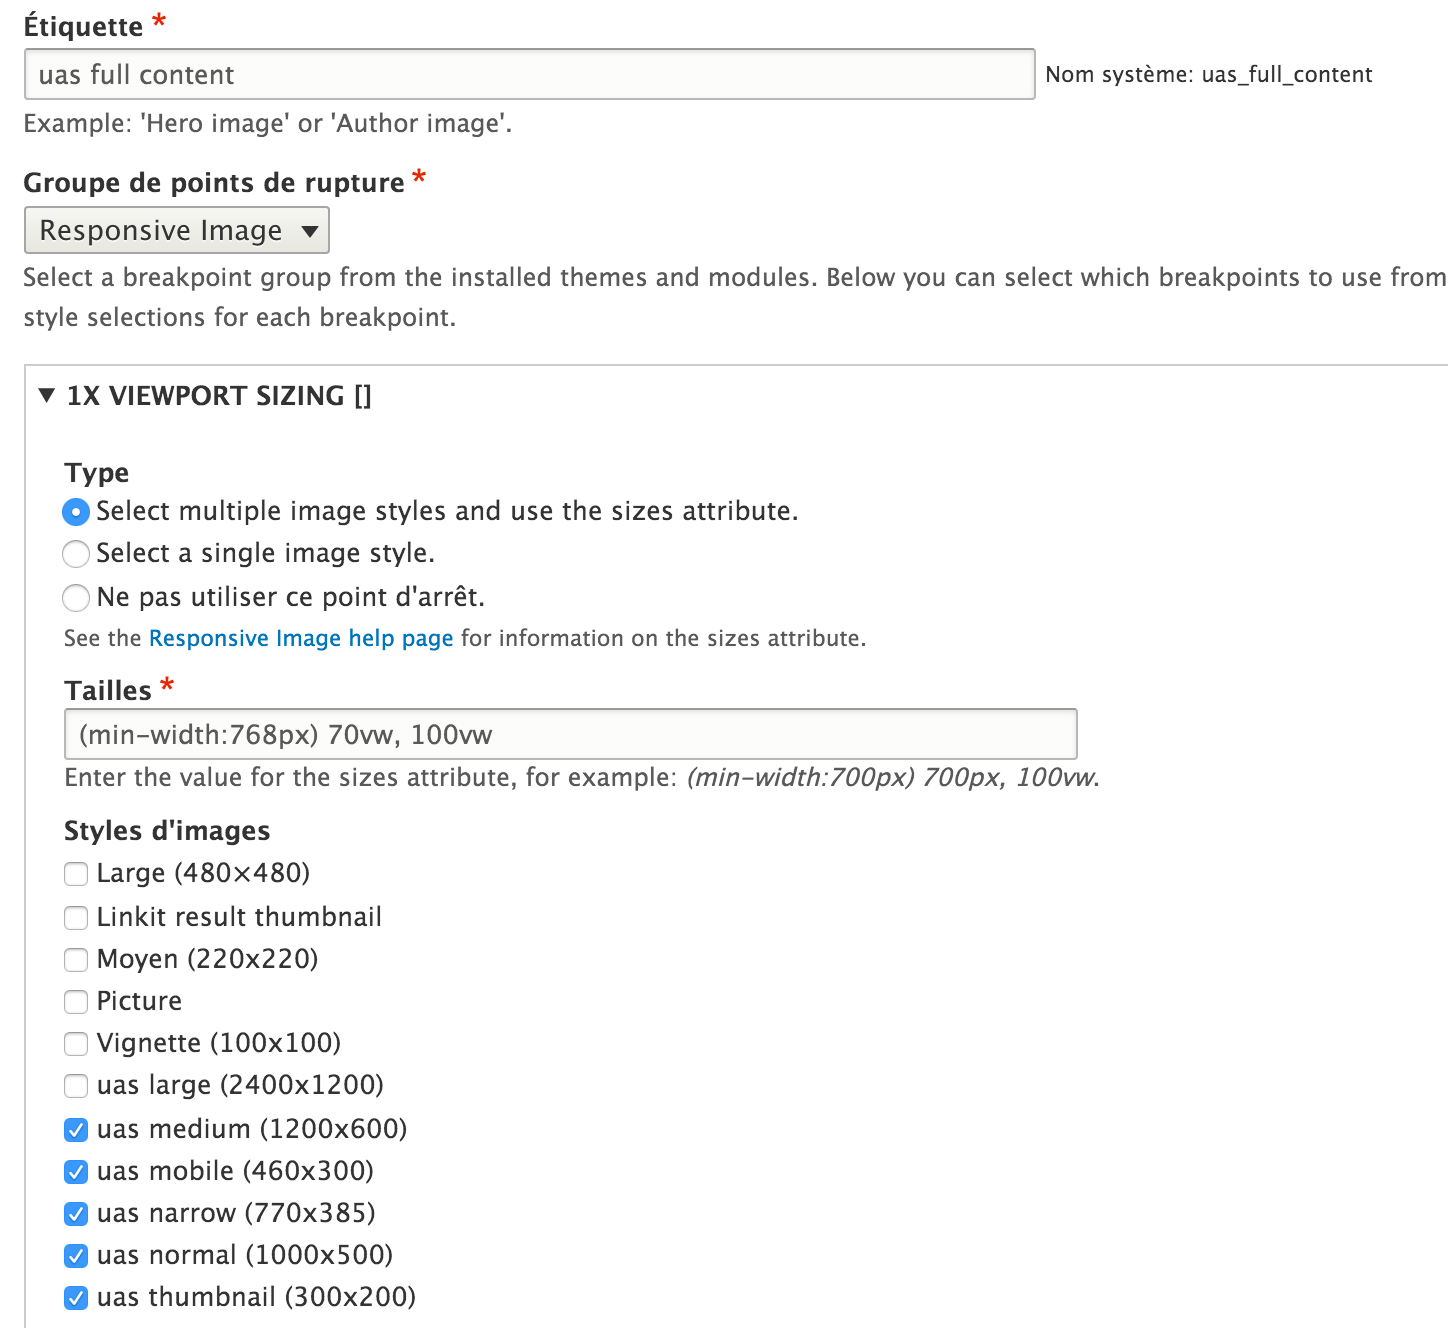 Étiquette *
uas full content
Nom système: uas_full_content
Example: 'Hero image' or 'Author image'.
Groupe de points de rupture *
Responsive Image
Select a breakpoint group from the installed themes and modules. Below you can select which breakpoints to use from
style selections for each breakpoint.
1X VIEWPORT SIZING []
Type
Select multiple image styles and use the sizes attribute.
Select a single image style.
Ne pas utiliser ce point d'arrêt.
See the Responsive Image help page for information on the sizes attribute.
Tailles *
(min-width:768px) 70vw, 100vw
Enter the value for the sizes attribute, for example: (min-width:700px) 700px, 100vw.
Styles d'images
Large (480×480)
Linkit result thumbnail
Moyen (220x220)
Picture
Vignette (100x100)
uas large (2400x1200)
uas medium (1200x600)
uas mobile (460x300)
uas narrow (770x385)
uas normal (1000x500)
uas thumbnail (300x200)